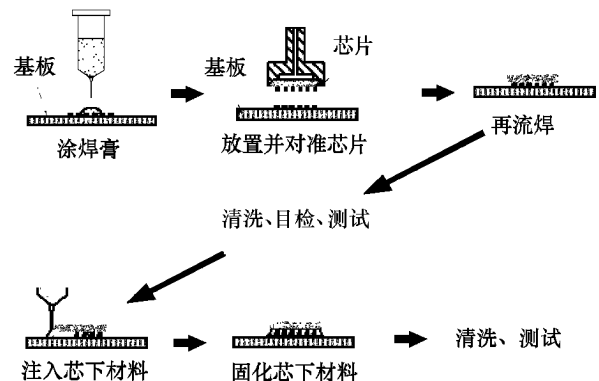 基板
涂焊膏
基板
芯片
放置并对准芯片
再流焊
清洗、目检、测试
注入芯下材料
固化芯下材料
清洗、测试